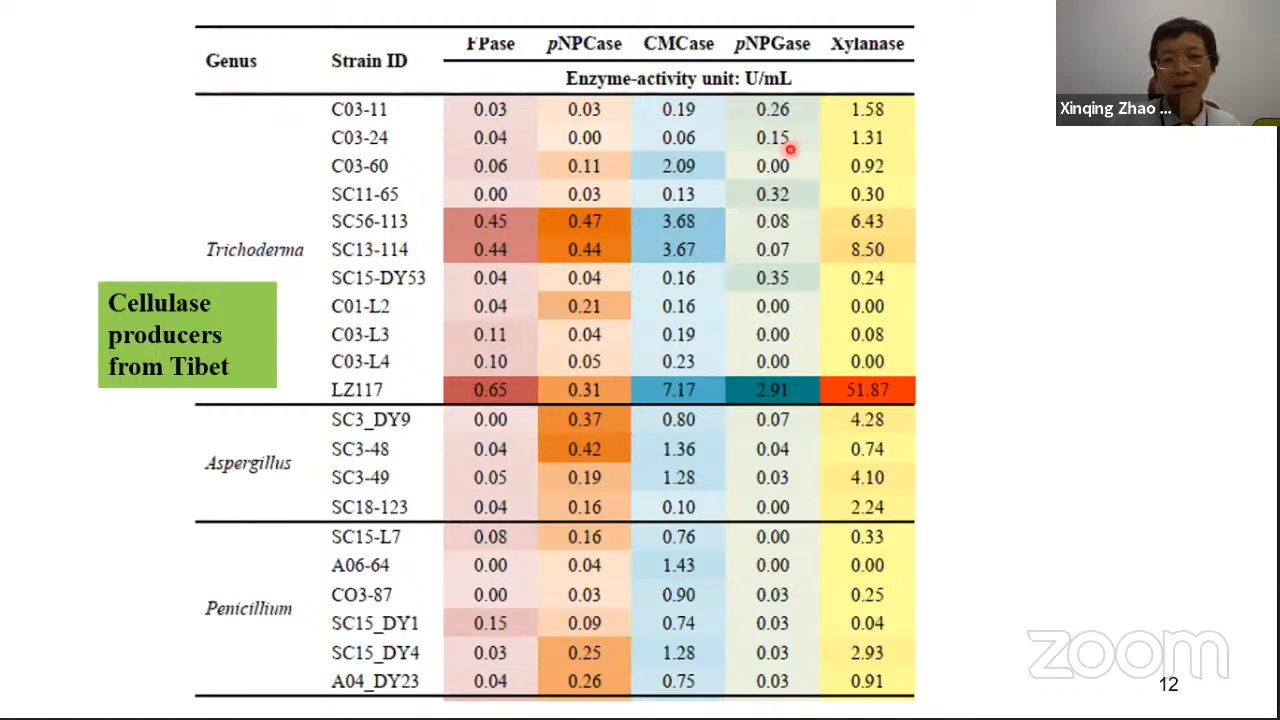 Genus Strain ID FPase pNPCase CMCase pNPGase Xylanase
Enzyme-activity unit: U/mL
C03-11 0.03 0.03 0.19 0.26 1.58
C03-24 0.04 0.00 0.06 0.15 1.31
C03-60 0.06 0.11 2.09 0.00 0.92
SC11-65 0.00 0.03 0.13 0.32 0.30
SC56-113 0.45 0.47 3.68 0.08 6.43
Trichoderma SC13-114 0.44 0.44 3.67 0.07 8.50
SC15-DY53 0.04 0.04 0.16 0.35 0.24
C01-L2 0.04 0.21 0.16 0.00 0.00
C03-L3 0.11 0.04 0.19 0.00 0.08
C03-L4 0.10 0.05 0.23 0.00 0.00
LZ117 0.65 0.31 7.17 2.91 51.87
SC3_DY9 0.00 0.37 0.80 0.07 4.28
SC3-48 0.04 0.42 1.36 0.04 0.74
Aspergillus
SC3-49 0.05 0.19 1.28 0.03 4.10
SC18-123 0.04 0.16 0.10 0.00 2.24
SC15-L7 0.08 0.16 0.76 0.00 0.33
A06-64 0.00 0.04 1.43 0.00 0.00
CO3-87 0.00 0.03 0.90 0.03 0.25
Penicillium
SC15_DY1 0.15 0.09 0.74 0.03 0.04
SC15_DY4 0.03 0.25 1.28 0.03 2.93
A04_DY23 0.04 0.26 0.75 0.03 0.91
Cellulase
producers
from Tibet
Xinqing Zhao ...
zoom
12